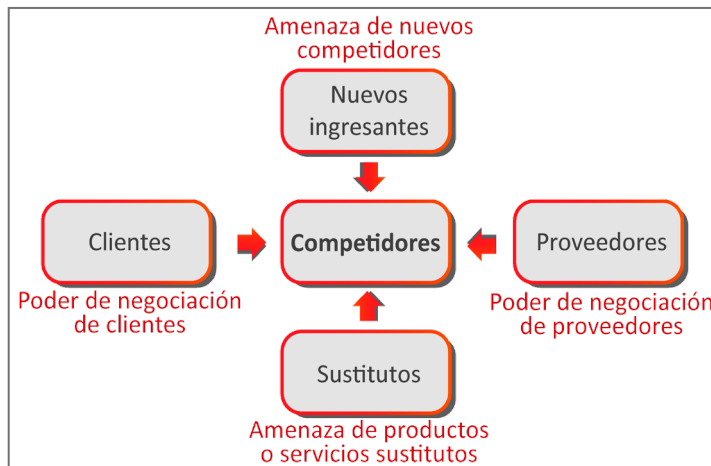 Amenaza de nuevos
competidores
Nuevos
ingresantes
Clientes
Competidores
Proveedores
Poder de negociación
de clientes
Poder de negociación
de proveedores
Sustitutos
Amenaza de productos
o servicios sustitutos